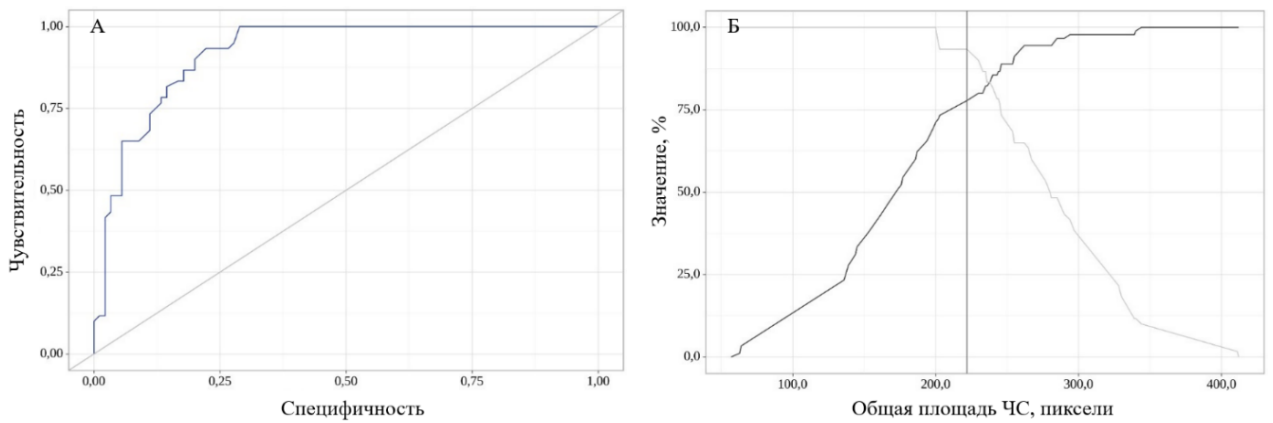 А
Чувствительность
1,00
0,75
0,50
0,25
0,00
0,00 0,25 0,50 0,75 1,00
Специфичность
Б
Значение, %
100,0
75,0
50,0
25,0
0,0
100,0 200,0 300,0 400,0
Общая площадь ЧС, пиксели